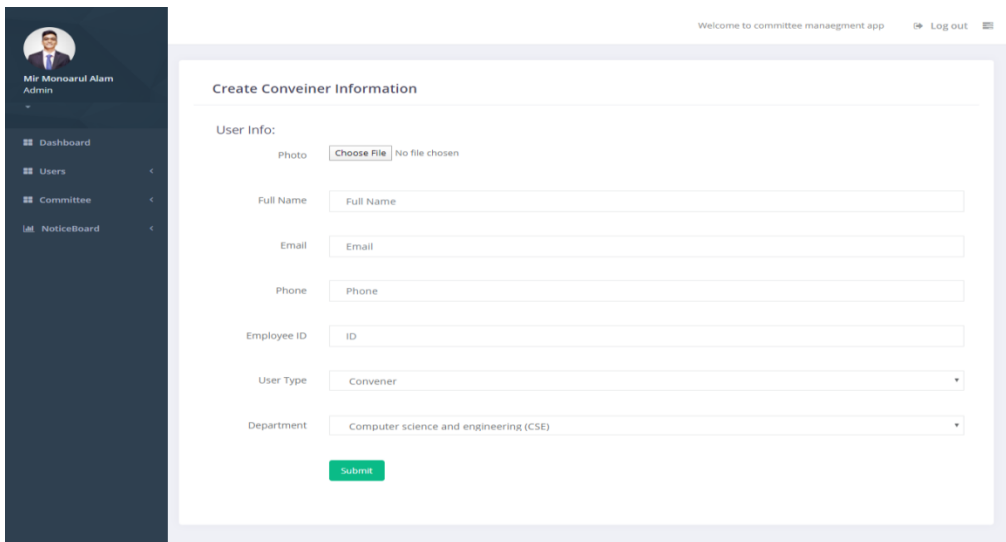 Welcome to committee manaegment app Log out
Mir Monoarul Alam
Admin
Dashboard
Users
Committee
NoticeBoard
Create Conveiner Information
User Info:
Photo Choose File No file chosen
Full Name Full Name
Email Email
Phone Phone
Employee ID ID
User Type Convener
Department Computer science and engineering (CSE)
Submit